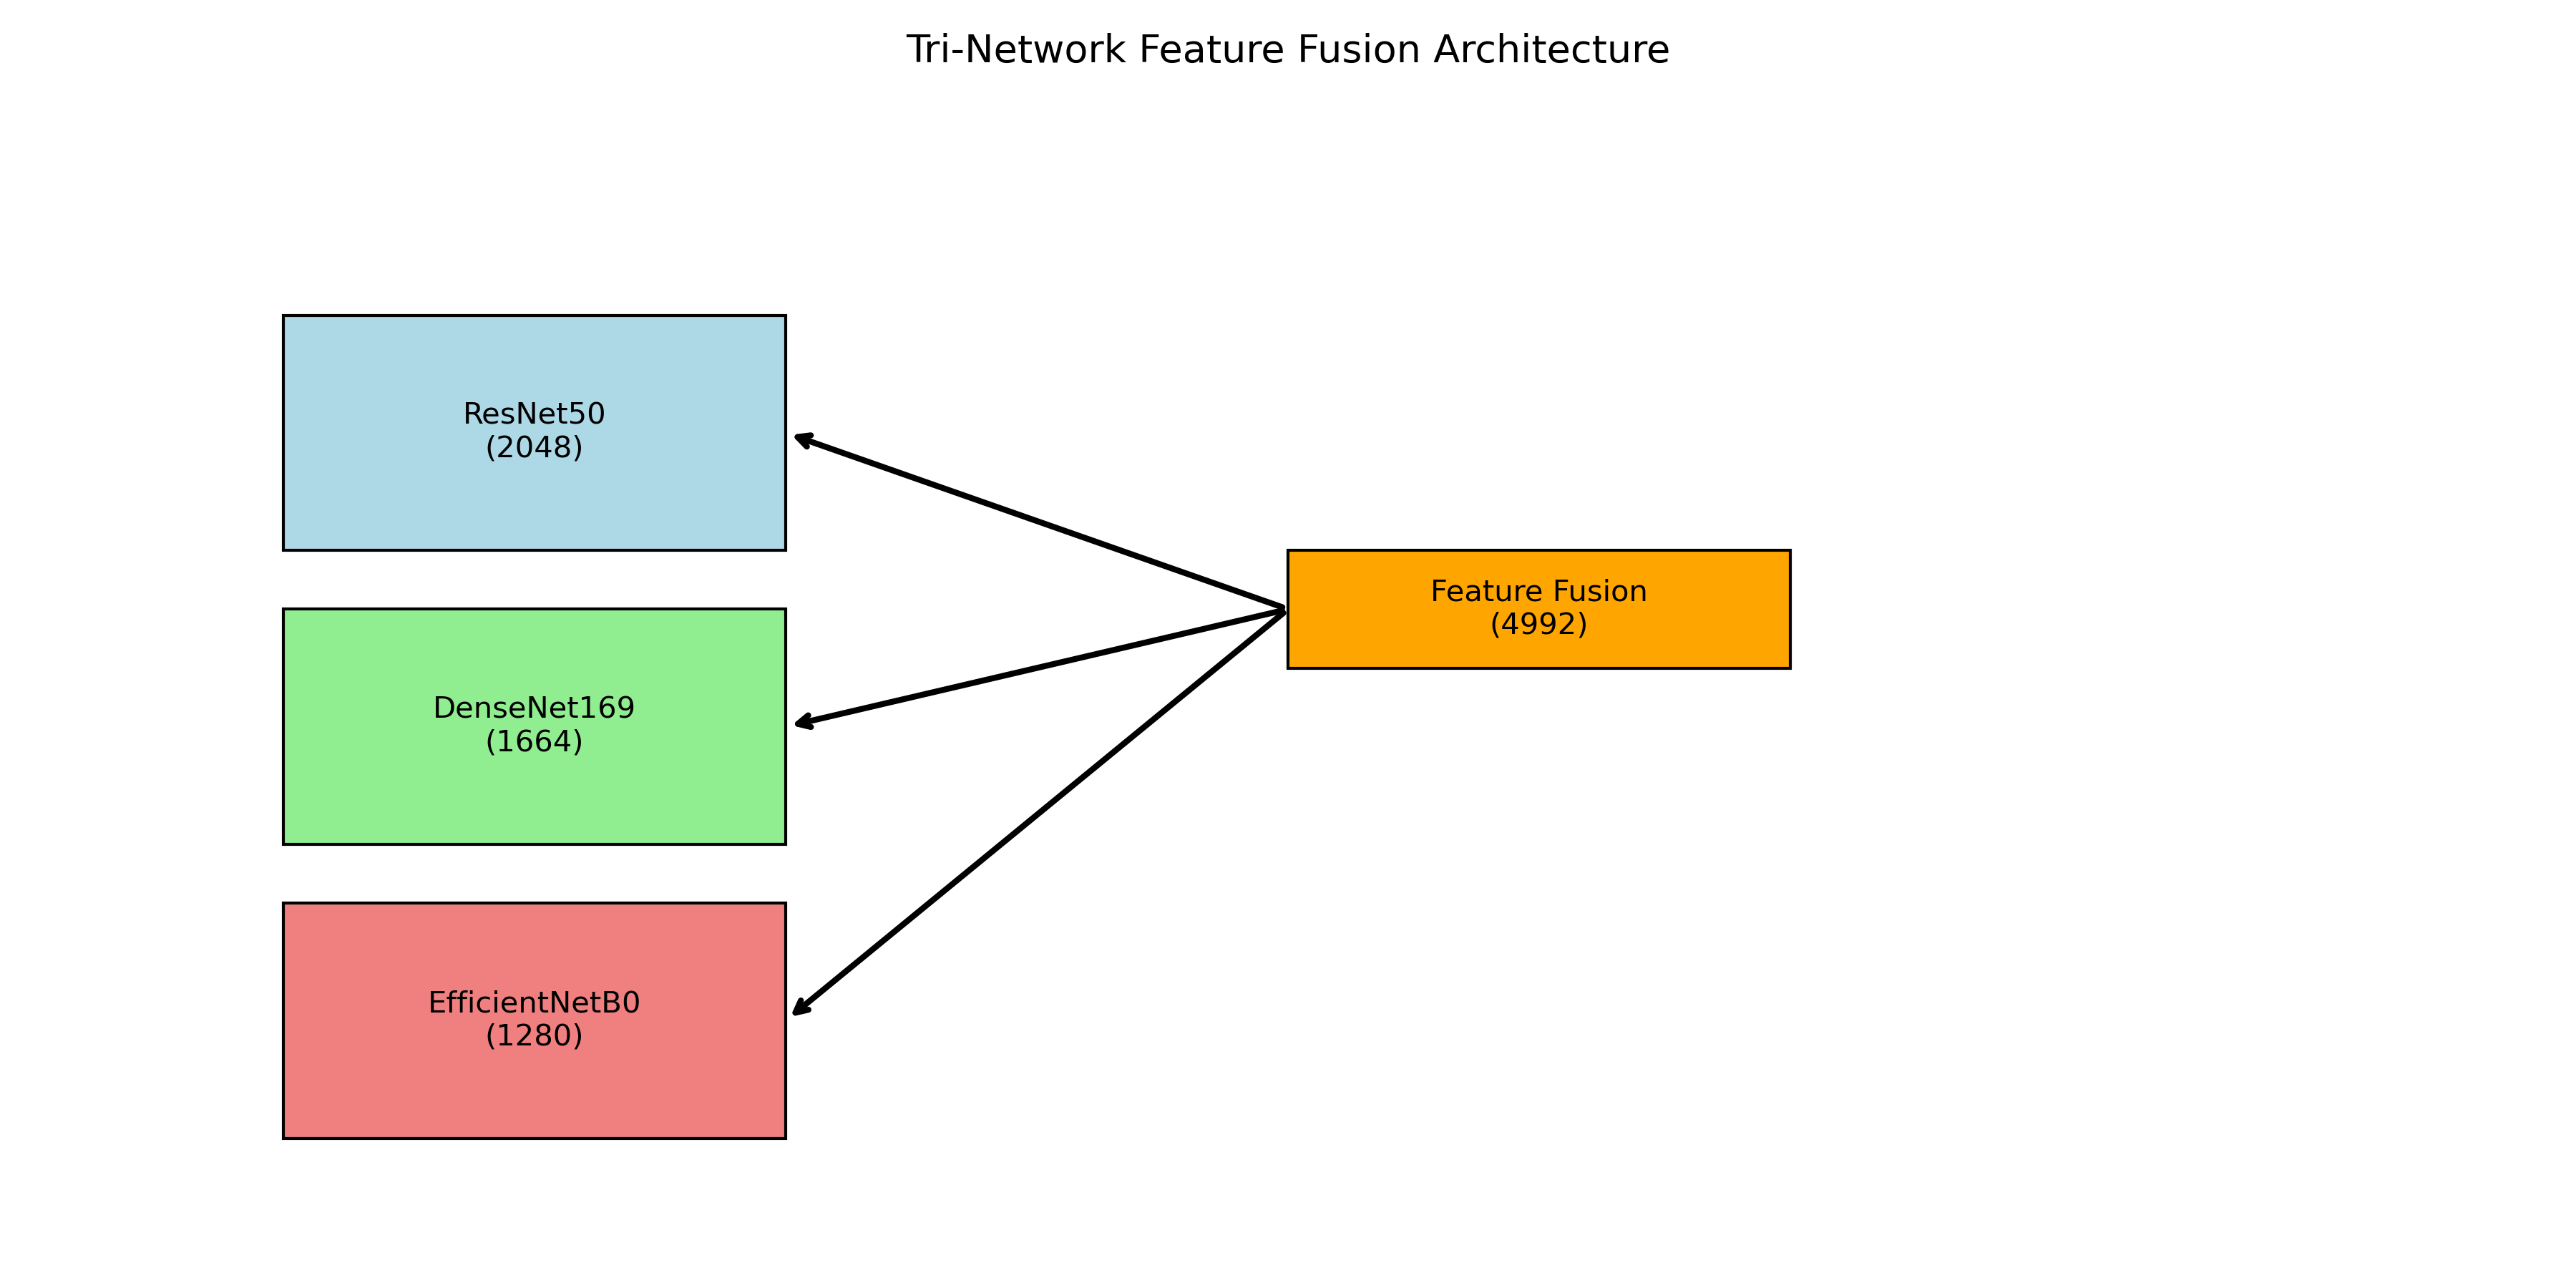 Tri-Network Feature Fusion Architecture
ResNet50
(2048)
DenseNet169
(1664)
EfficientNetB0
(1280)
Feature Fusion
(4992)